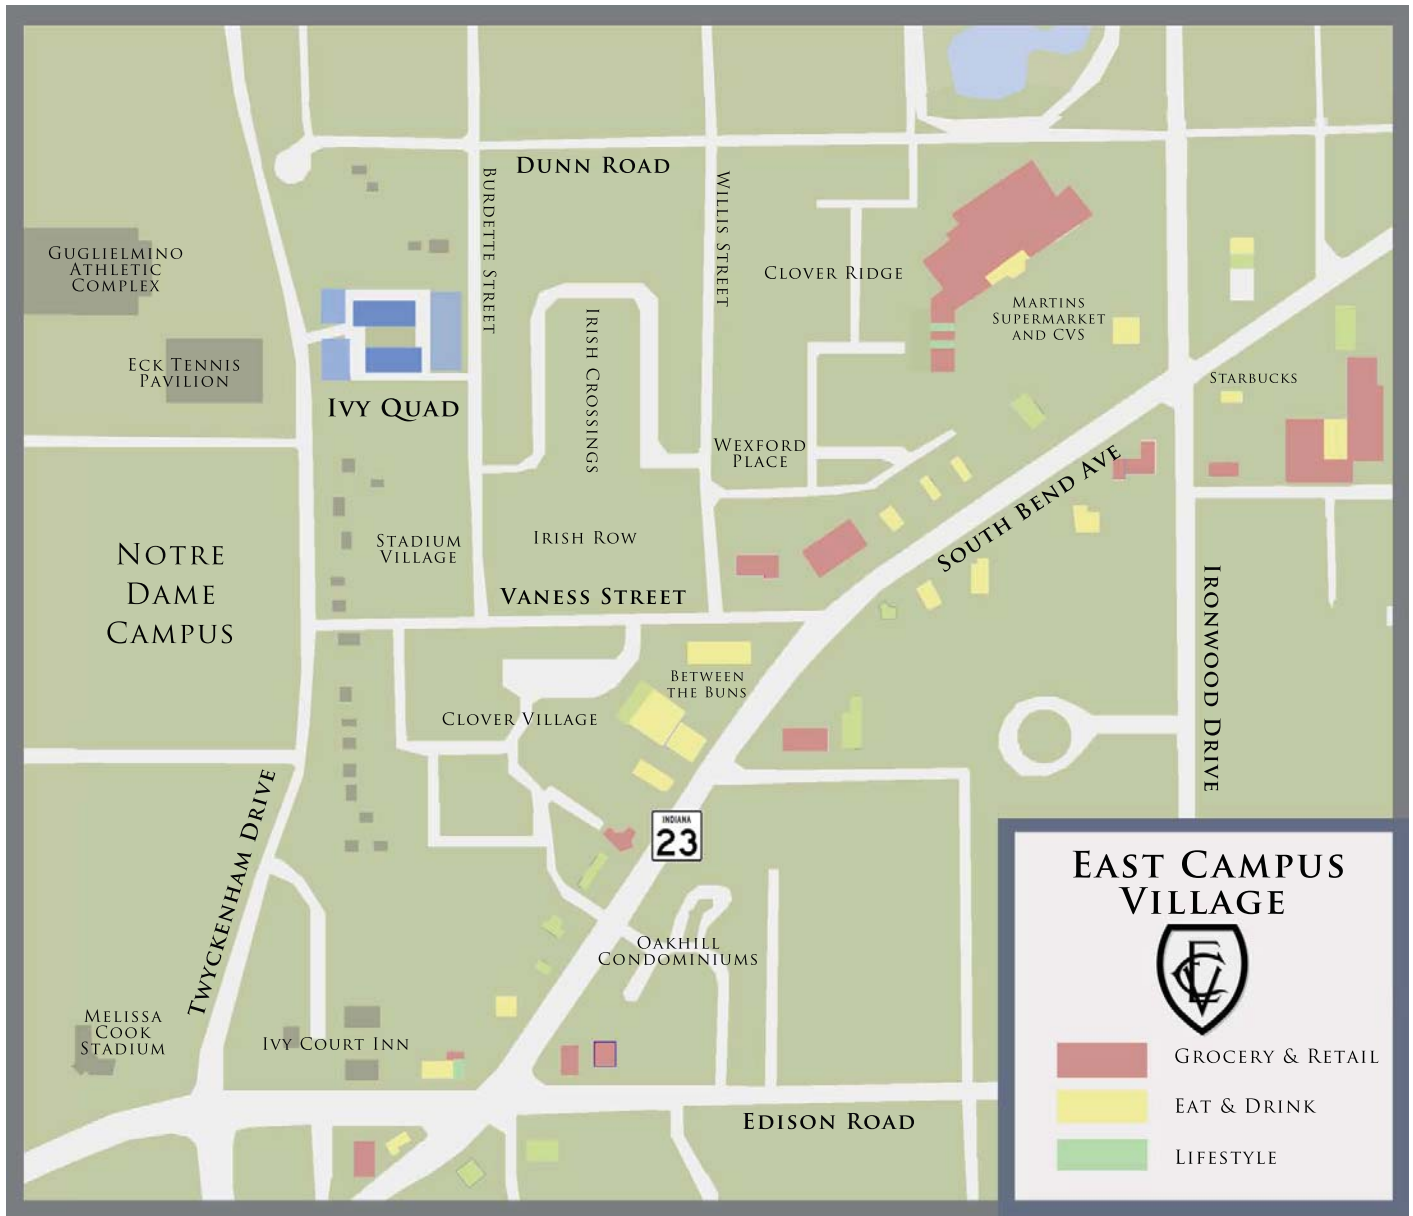 Dunn Road
Burdette Street
Willis Street
Guglielmino
Athletic
Complex
Clover Ridge
Martins
Supermarket
and CVS
Irish Crossings
Eck Tennis
Pavilion
Starbucks
Ivy Quad
Wexford
Place
South Bend Ave
Notre
Dame
Campus
Stadium
Village
Irish Row
Vaness Street
Ironwood Drive
Between
the Buns
Clover Village
Twyckenham Drive
INDIANA
23
East Campus
Village
ECV
Oakhill
Condominiums
Melissa
Cook
Stadium
Ivy Court Inn
Grocery & Retail
Eat & Drink
Lifestyle
Edison Road